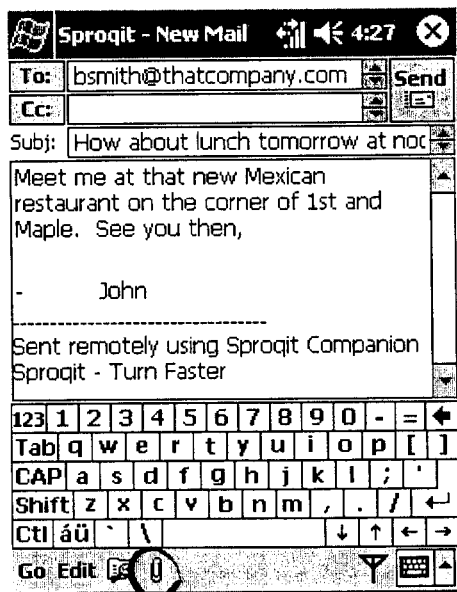 Sproqit - New Mail 4:27
To: bsmith@thatcompany.com Send
Cc:
Subj: How about lunch tomorrow at noc
Meet me at that new Mexican
restaurant on the corner of 1st and
Maple. See you then,
- John
--------------------------------
Sent remotely using Sproqit Companion
Sproqit - Turn Faster
123 1 2 3 4 5 6 7 8 9 0 - =
Tab q w e r t y u i o p [ ]
CAP a s d f g h j k l ; '
Shift z x c v b n m , . /
Ctl áü ` \
Go Edit